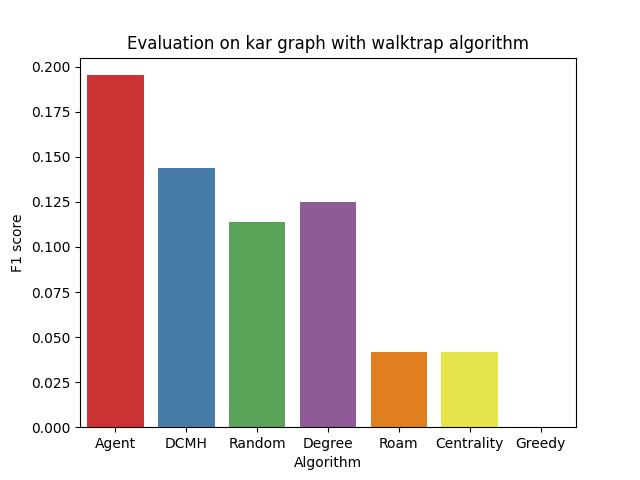 Evaluation on kar graph with walktrap algorithm
0.200
0.175
0.150
0.125
0.100
0.075
0.050
0.025
0.000
F1 score
Agent DCMH Random Degree Roam Centrality Greedy
Algorithm